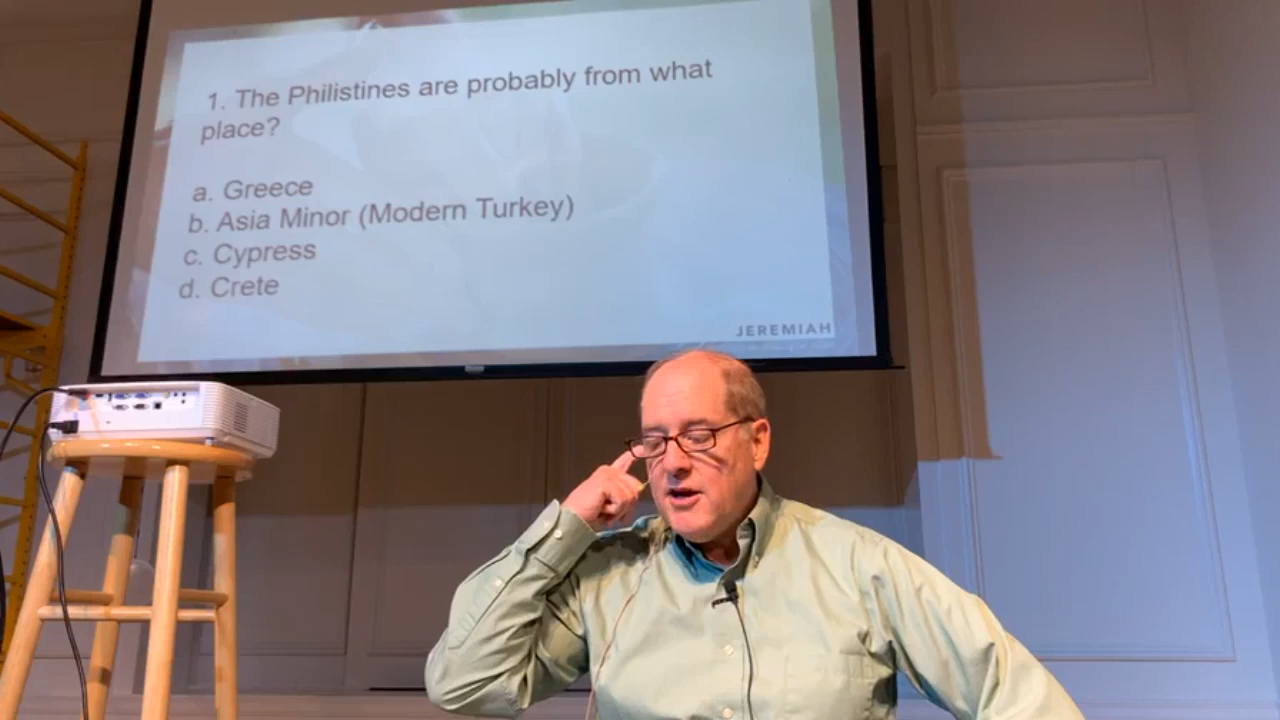 1. The Philistines are probably from what
place?
a. Greece
b. Asia Minor (Modern Turkey)
c. Cypress
d. Crete
JEREMIAH